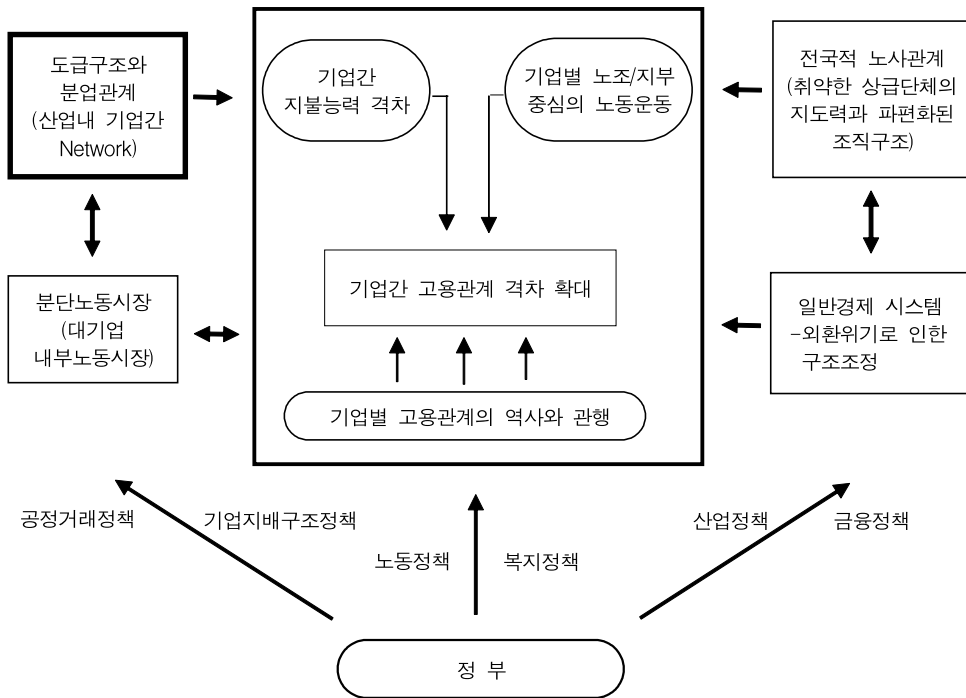 도급구조와
분업관계
(산업내 기업간
Network)
기업간
지불능력 격차
기업별 노조/지부
중심의 노동운동
전국적 노사관계
(취약한 상급단체의
지도력과 파편화된
조직구조)
분단노동시장
(대기업
내부노동시장)
기업간 고용관계 격차 확대
일반경제 시스템
-외환위기로 인한
구조조정
기업별 고용관계의 역사와 관행
공정거래정책
기업지배구조정책
노동정책
복지정책
산업정책
금융정책
정 부